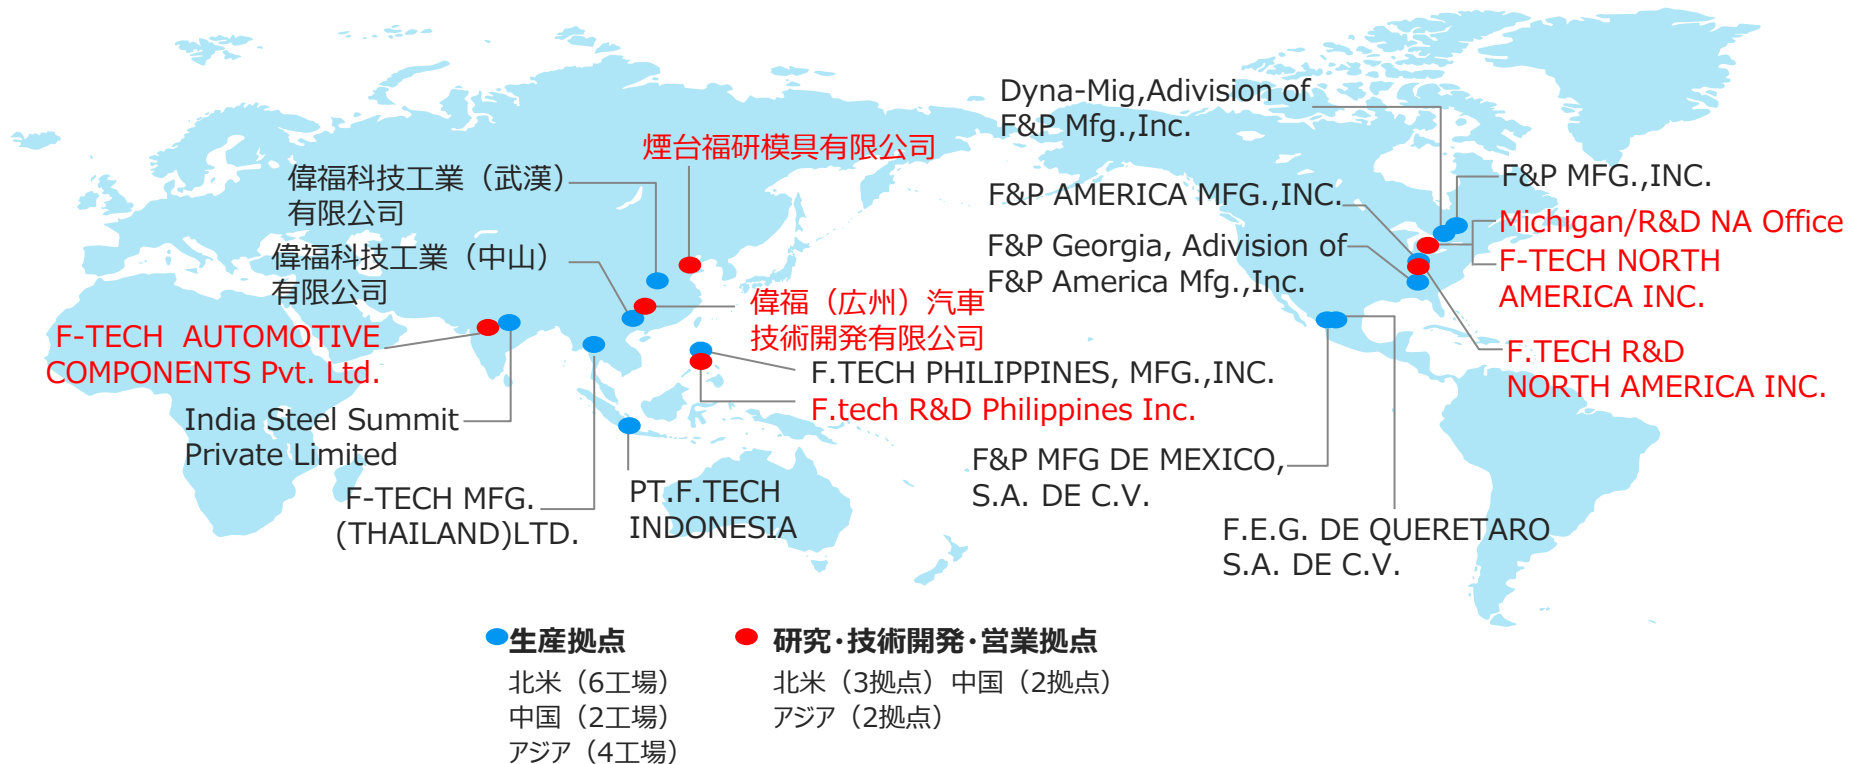 Dyna-Mig,Adivision of
F&P Mfg.,Inc.
煙台福研模具有限公司
偉福科技工業（武漢）
有限公司
F&P AMERICA MFG.,INC.
F&P MFG.,INC.
Michigan/R&D NA Office
偉福科技工業（中山）
有限公司
F&P Georgia, Adivision of
F&P America Mfg.,Inc.
F-TECH NORTH
AMERICA INC.
偉福（広州）汽車
技術開発有限公司
F-TECH AUTOMOTIVE
COMPONENTS Pvt. Ltd.
F.TECH R&D
NORTH AMERICA INC.
F.TECH PHILIPPINES, MFG.,INC.
F.tech R&D Philippines Inc.
India Steel Summit
Private Limited
F&P MFG DE MEXICO,
S.A. DE C.V.
F-TECH MFG.
(THAILAND)LTD.
PT.F.TECH
INDONESIA
F.E.G. DE QUERETARO
S.A. DE C.V.
生産拠点
北米（6工場）
中国（2工場）
アジア（4工場）
研究･技術開発･営業拠点
北米（3拠点）中国（2拠点）
アジア（2拠点）